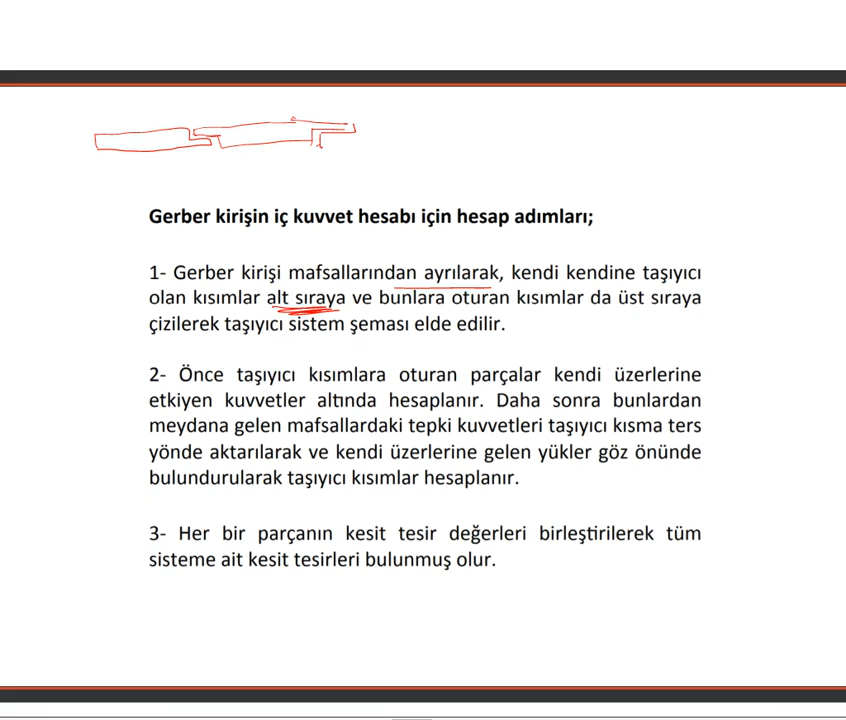 Gerber kirişin iç kuvvet hesabı için hesap adımları;
1- Gerber kirişi mafsallarından ayrılarak, kendi kendine taşıyıcı
olan kısımlar alt sıraya ve bunlara oturan kısımlar da üst sıraya
çizilerek taşıyıcı sistem şeması elde edilir.
2- Önce taşıyıcı kısımlara oturan parçalar kendi üzerlerine
etkiyen kuvvetler altında hesaplanır. Daha sonra bunlardan
meydana gelen mafsallardaki tepki kuvvetleri taşıyıcı kısma ters
yönde aktarılarak ve kendi üzerlerine gelen yükler göz önünde
bulundurularak taşıyıcı kısımlar hesaplanır.
3- Her bir parçanın kesit tesir değerleri birleştirilerek tüm
sisteme ait kesit tesirleri bulunmuş olur.